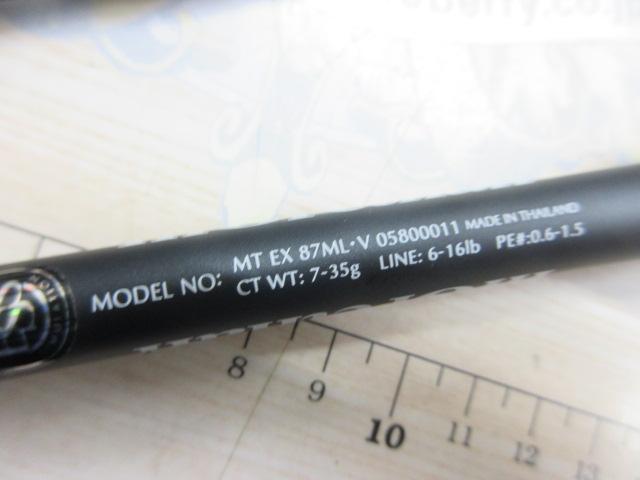 MODEL NO: MT EX 87ML·V 05800011 MADE IN THAILAND
CT WT: 7-35g LINE: 6-16lb PE#:0.6-1.5
8 9 10 11 12 13